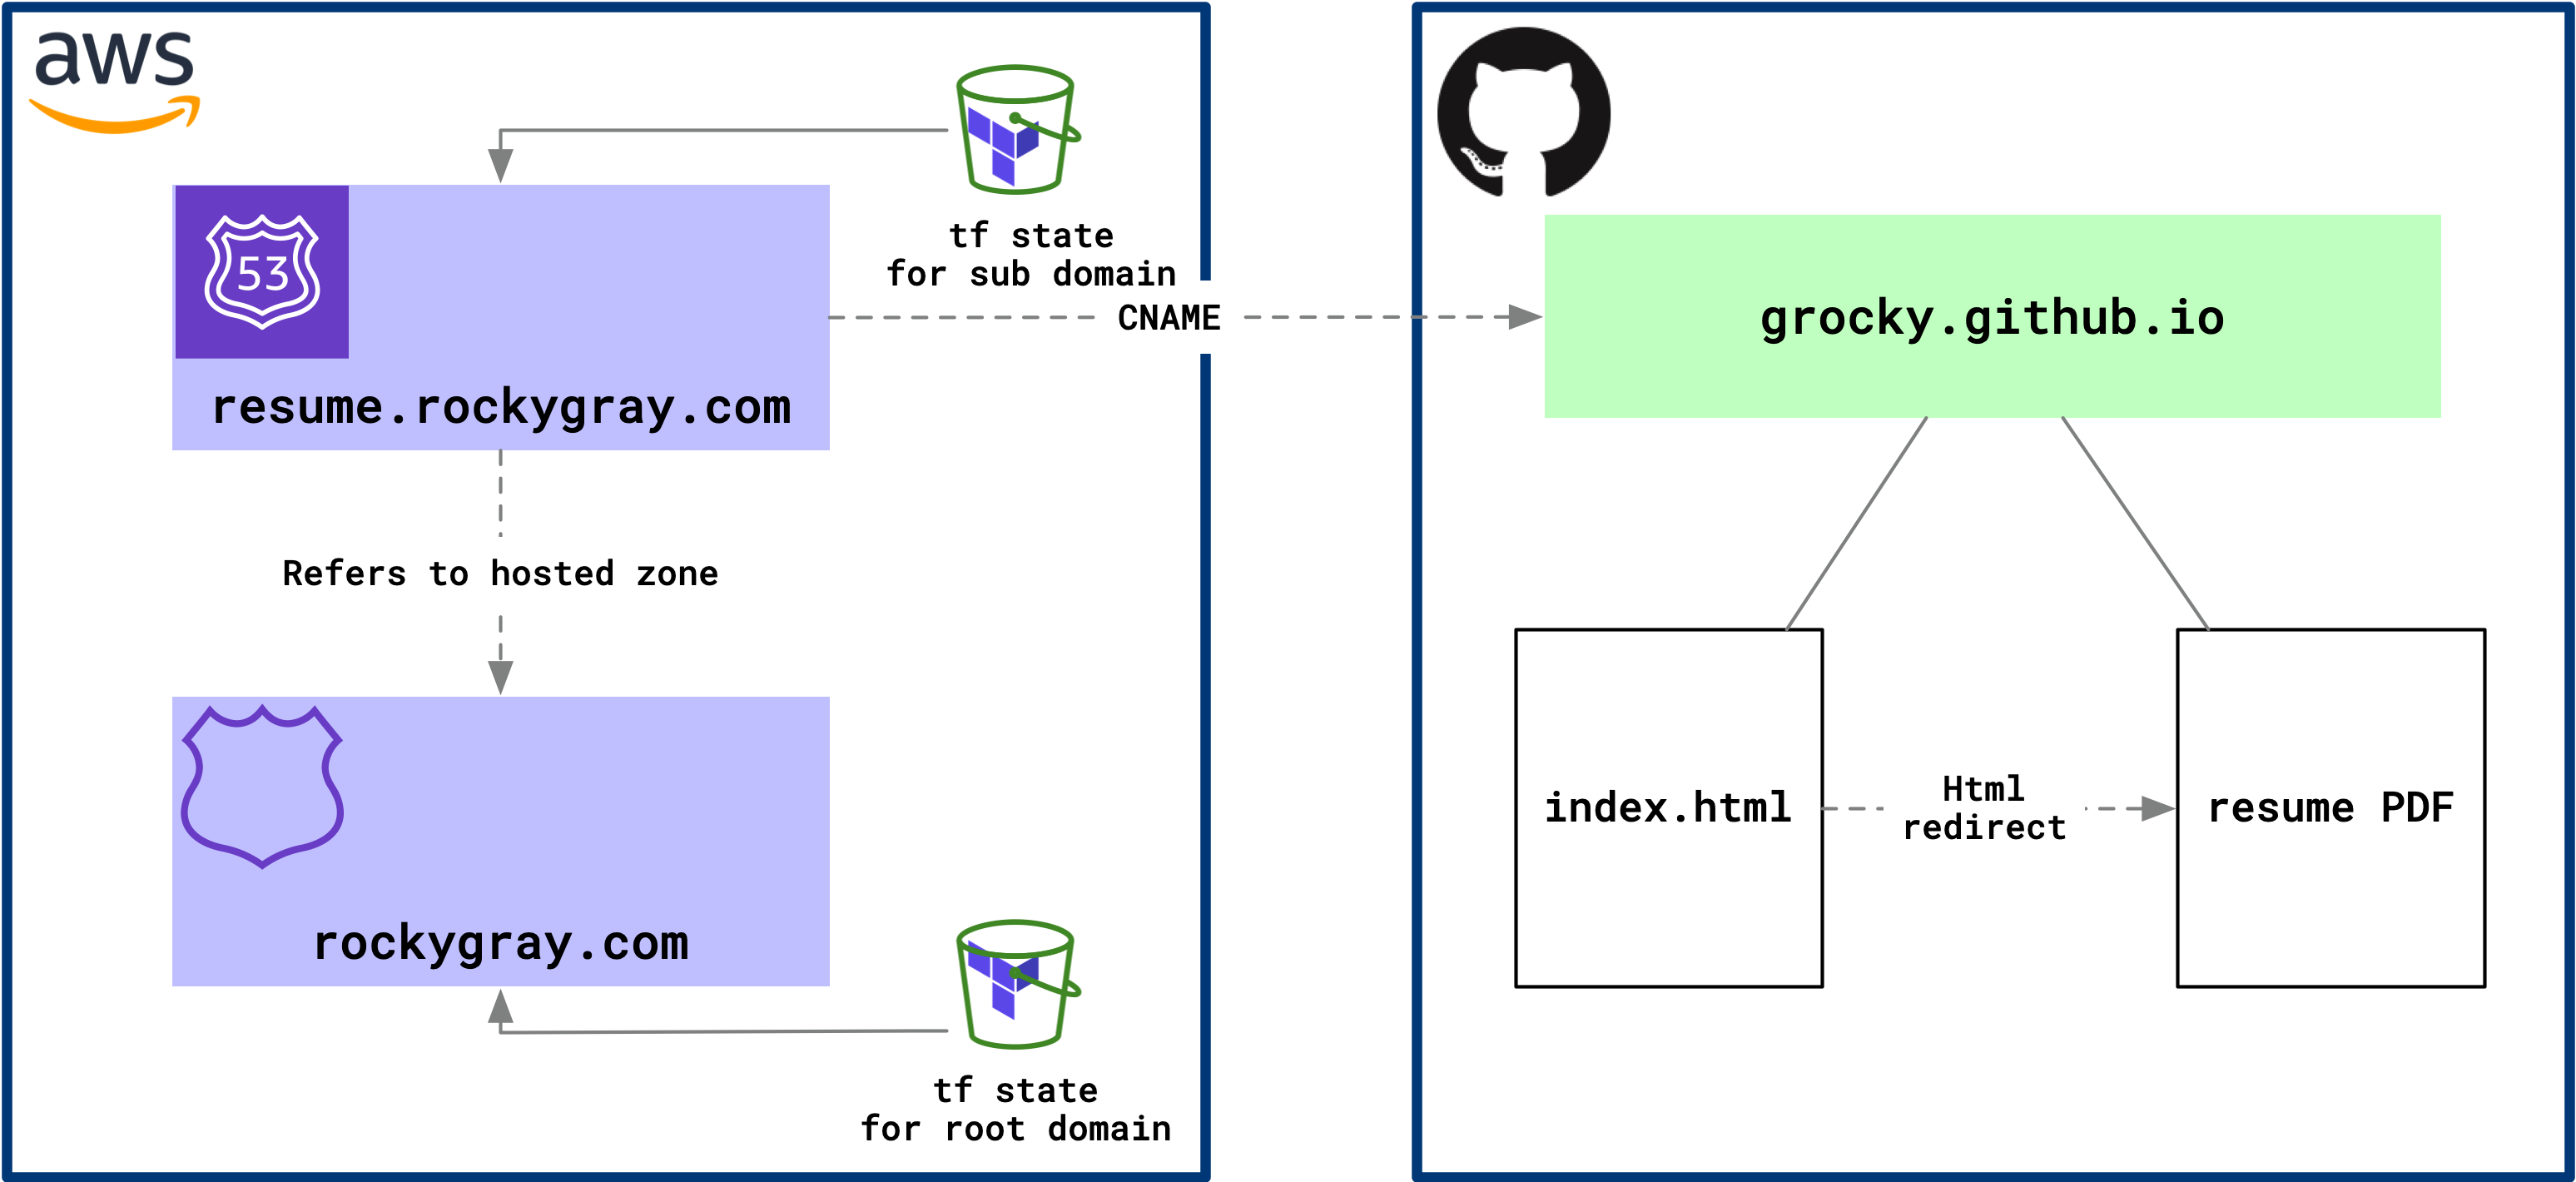 aws
tf state
for sub domain
53
CNAME
resume.rockygray.com
Refers to hosted zone
rockygray.com
tf state
for root domain
grocky.github.io
index.html
Html
redirect
resume PDF